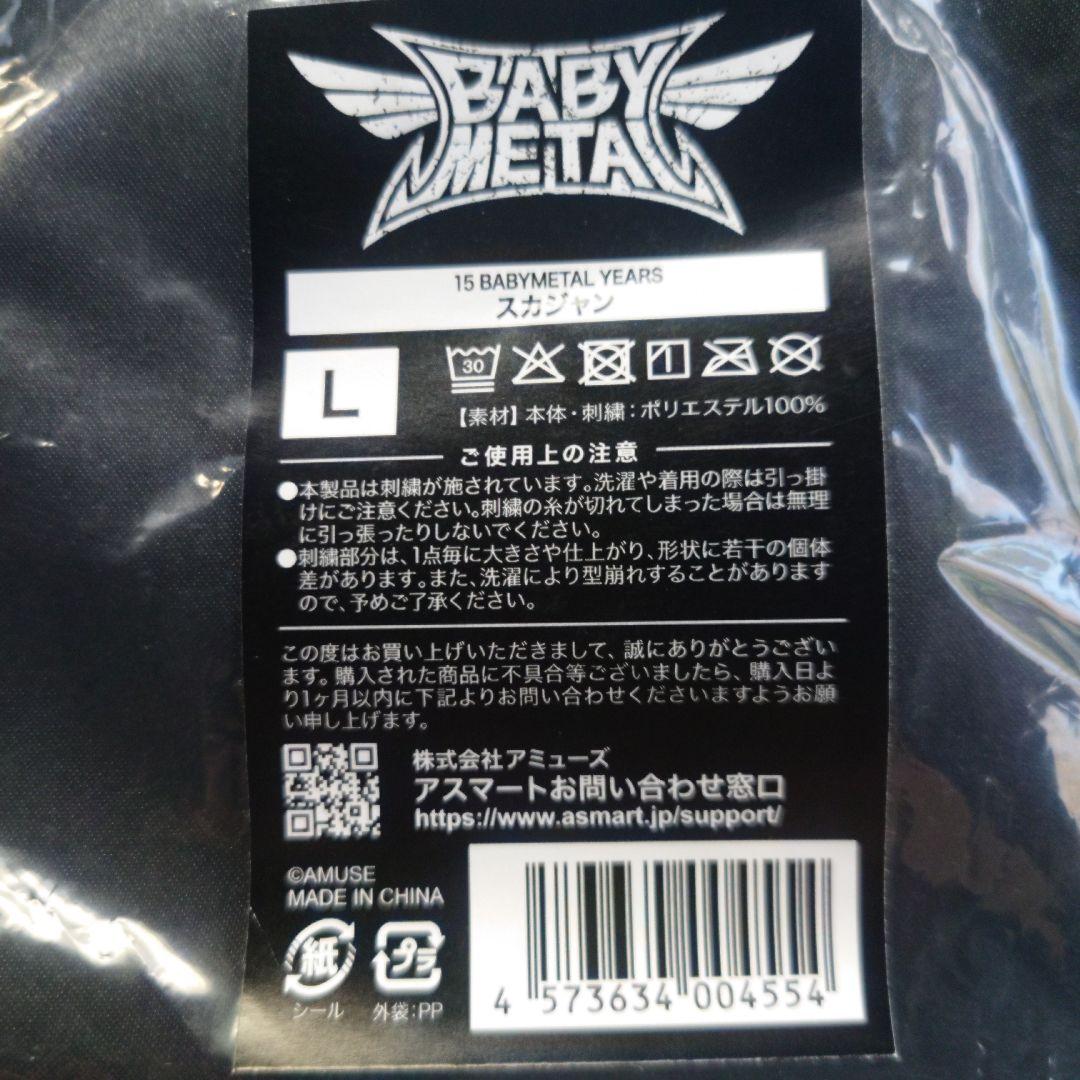 BABY
METAL
15 BABYMETAL YEARS
スカジャン
L
30
【素材】本体・刺繍：ポリエステル100%
ご使用上の注意
●本製品は刺繍が施されています。洗濯や着用の際は引っ掛
けにご注意ください。刺繍の糸が切れてしまった場合は無理
に引っ張ったりしないでください。
●刺繍部分は、1点毎に大きさや仕上がり、形状に若干の個体
差があります。また、洗濯により型崩れすることがあります
ので、予めご了承ください。
この度はお買い上げいただきまして、誠にありがとうござい
ます。購入された商品に不具合等ございましたら、購入日よ
り1ヶ月以内に下記よりお問い合わせくださいますようお願
い申し上げます。
株式会社アミューズ
アスマートお問い合わせ窓口
https://www.asmart.jp/support/
©AMUSE
MADE IN CHINA
紙
プラ
シール
外袋：PP
4 573634 004554